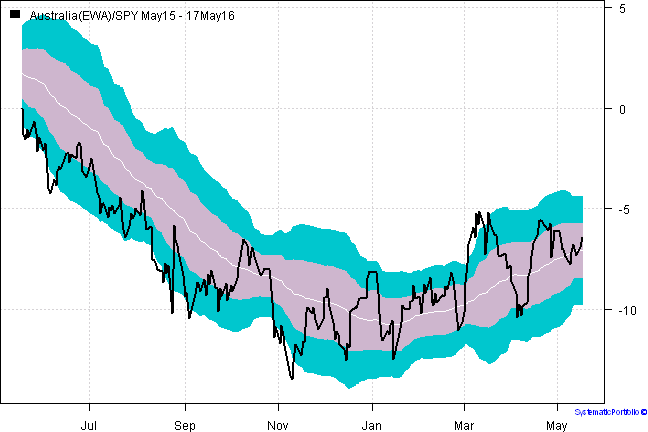 Australia(EWA)/SPY May15 - 17May16
5
0
-5
-10
Jul Sep Nov Jan Mar May
SystematicPortfolio ©